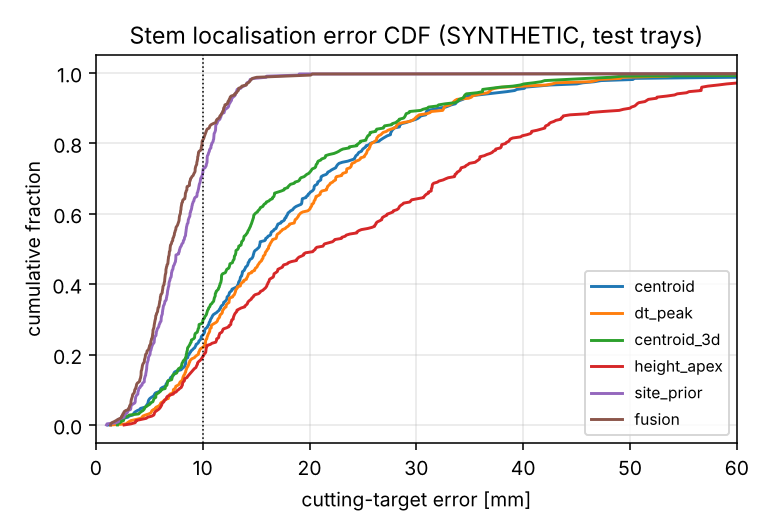 Stem localisation error CDF (SYNTHETIC, test trays)
cumulative fraction
1.0
0.8
0.6
0.4
0.2
0.0
0
10
20
30
40
50
60
cutting-target error [mm]
centroid
dt_peak
centroid_3d
height_apex
site_prior
fusion